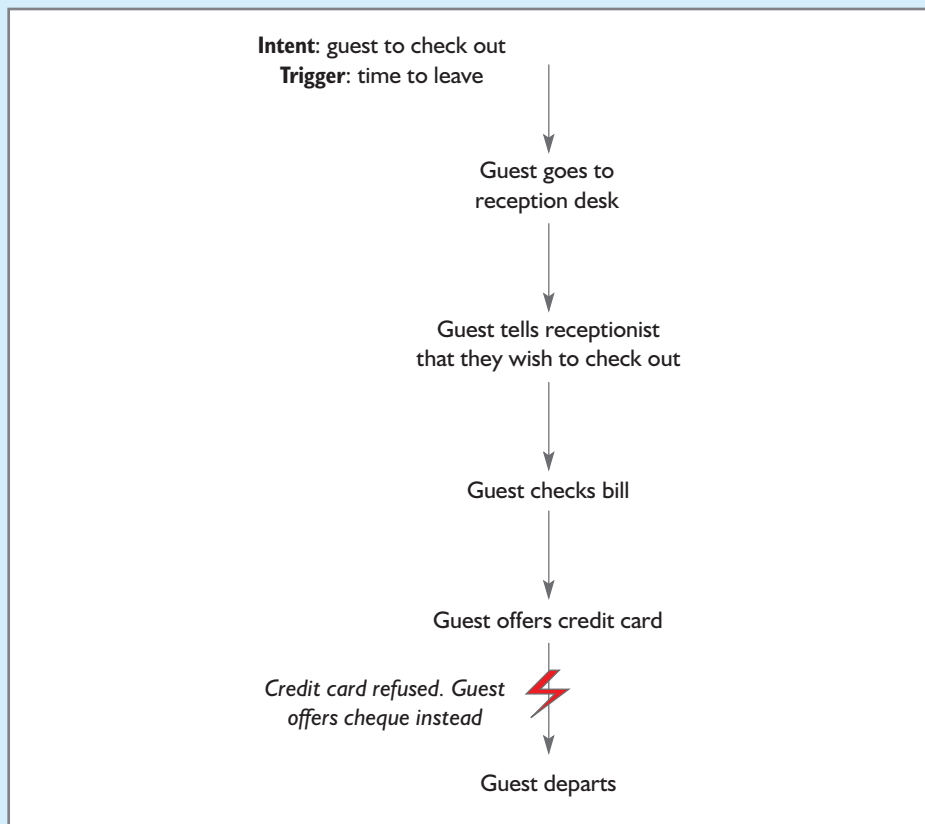 Intent: guest to check out
Trigger: time to leave
Guest goes to
reception desk
Guest tells receptionist
that they wish to check out
Guest checks bill
Guest offers credit card
Credit card refused. Guest
offers cheque instead
Guest departs